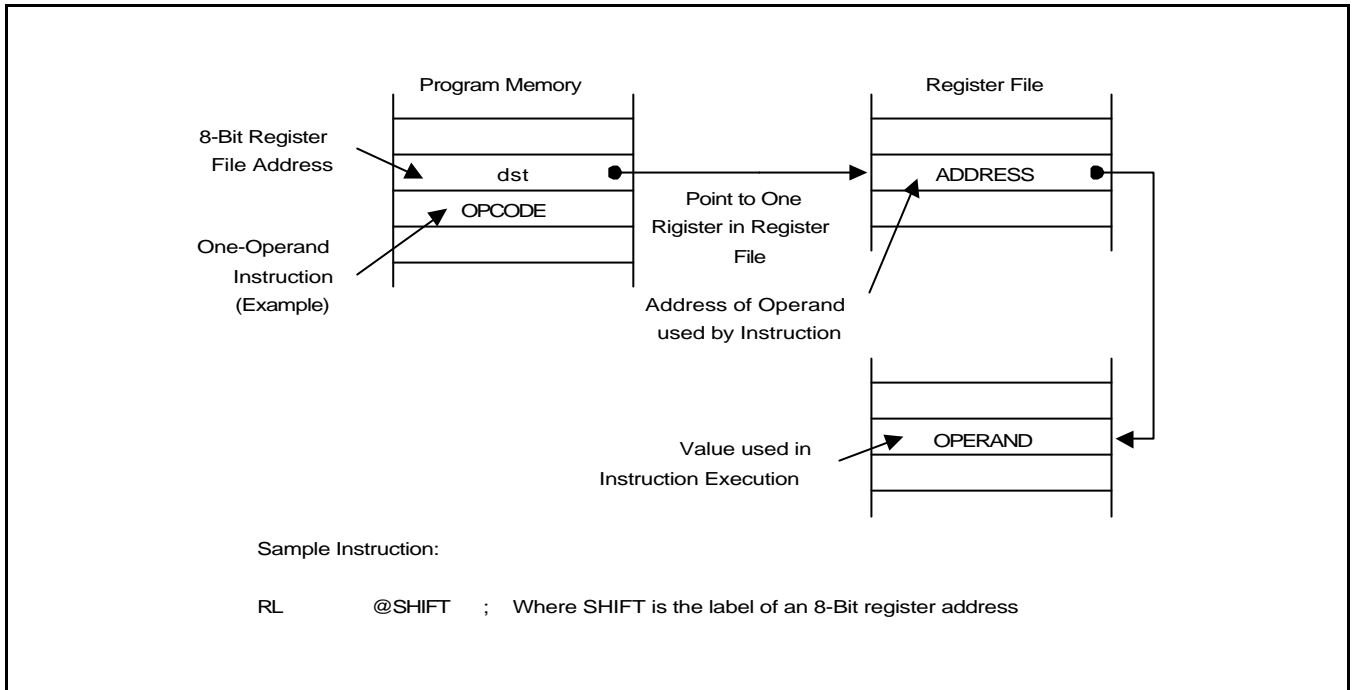 Program Memory
Register File
8-Bit Register
File Address
dst
ADDRESS
Point to One
Rigister in Register
File
OPCODE
One-Operand
Instruction
(Example)
Address of Operand
used by Instruction
Value used in
Instruction Execution
OPERAND
Sample Instruction:
RL @SHIFT ; Where SHIFT is the label of an 8-Bit register address